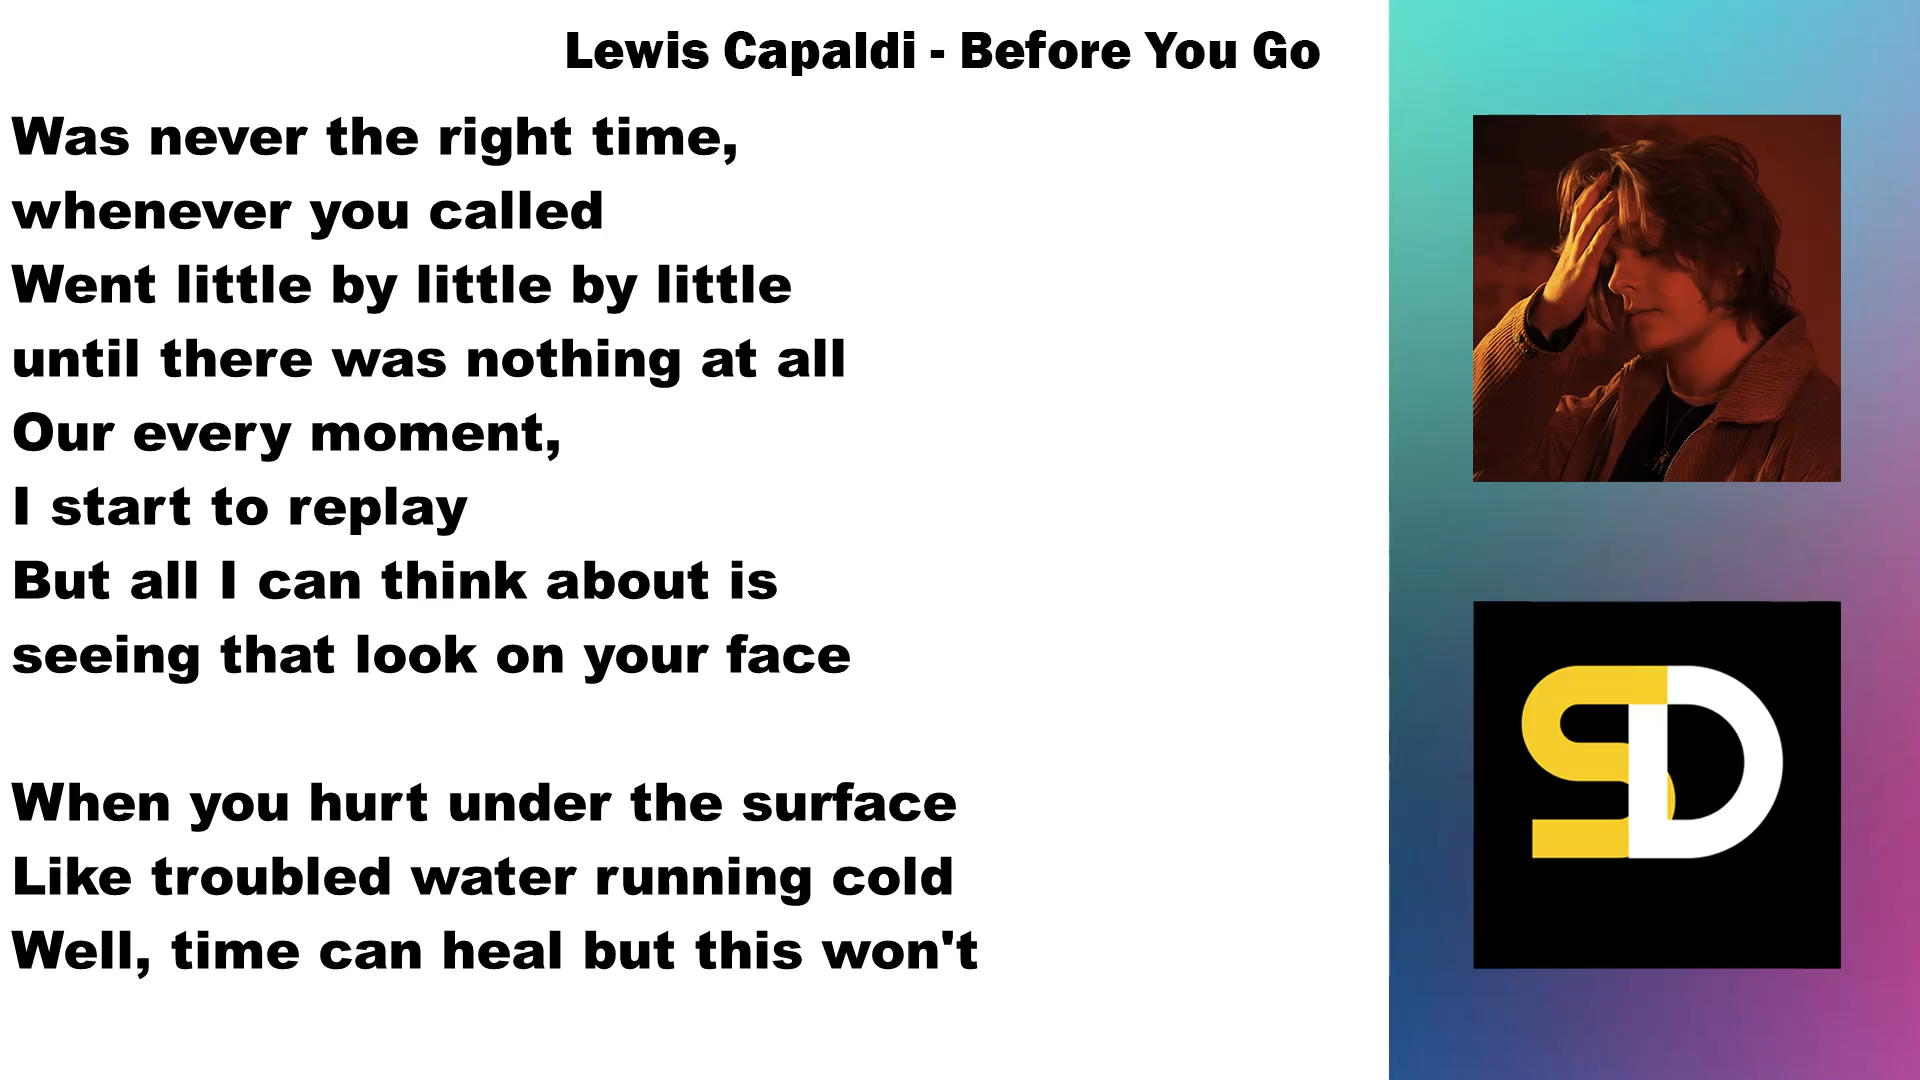 Lewis Capaldi - Before You Go
Was never the right time,
whenever you called
Went little by little by little
until there was nothing at all
Our every moment,
I start to replay
But all I can think about is
seeing that look on your face
When you hurt under the surface
Like troubled water running cold
Well, time can heal but this won't
SD